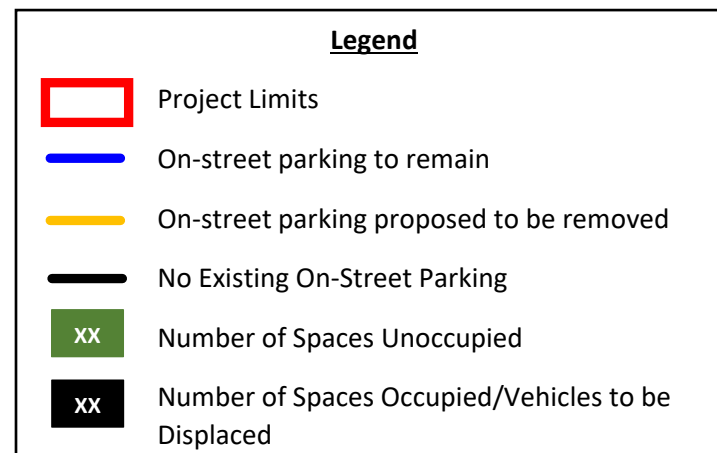 Legend
Project Limits
On-street parking to remain
On-street parking proposed to be removed
No Existing On-Street Parking
XX Number of Spaces Unoccupied
XX Number of Spaces Occupied/Vehicles to be
Displaced